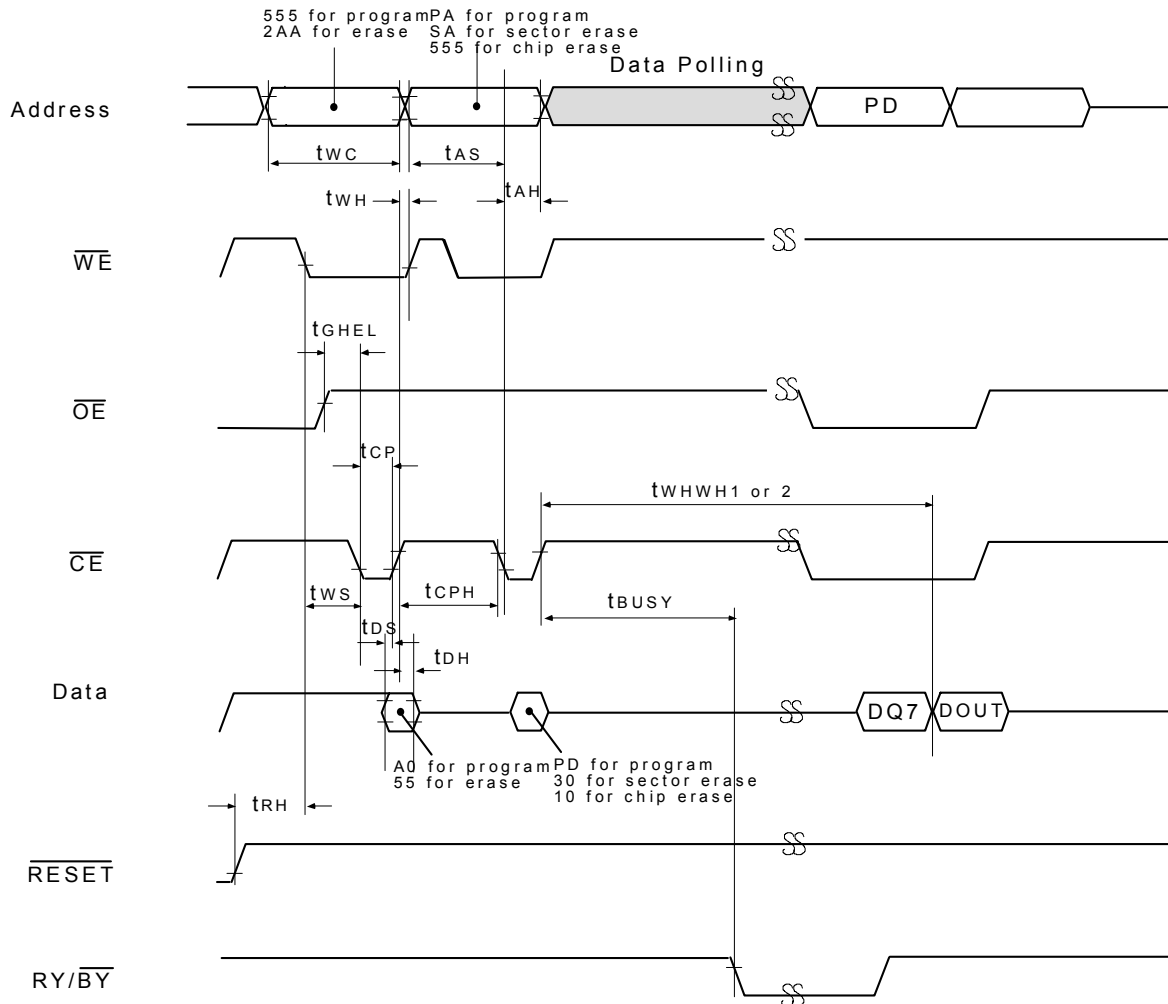 555 for program
2AA for erase
PA for program
SA for sector erase
555 for chip erase
Data Polling
Address
PD
tWC
tAS
tAH
tWH
WE
tGHEL
OE
tCP
tWHWH1 or 2
CE
tWS
tCPH
tBUSY
tDS
tDH
Data
DQ7
DOUT
A0 for program
55 for erase
PD for program
30 for sector erase
10 for chip erase
tRH
RESET
RY/BY